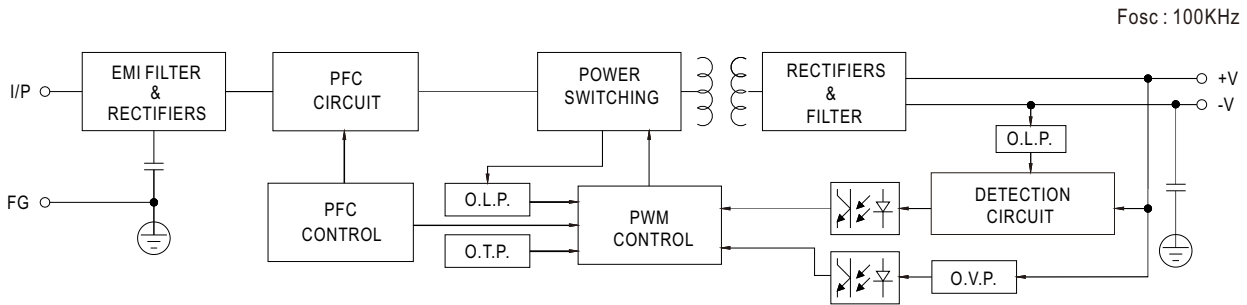 Fosc : 100KHz
I/P
EMI FILTER
&
RECTIFIERS
PFC
CIRCUIT
POWER
SWITCHING
RECTIFIERS
&
FILTER
+V
-V
O.L.P.
FG
PFC
CONTROL
O.L.P.
O.T.P.
PWM
CONTROL
DETECTION
CIRCUIT
O.V.P.